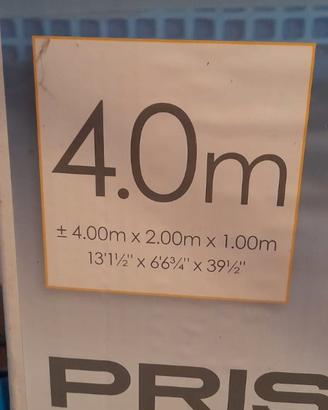 4.0m
± 4.00m x 2.00m x 1.00m
13'1½" x 6'6¾" x 39½"
PRIS